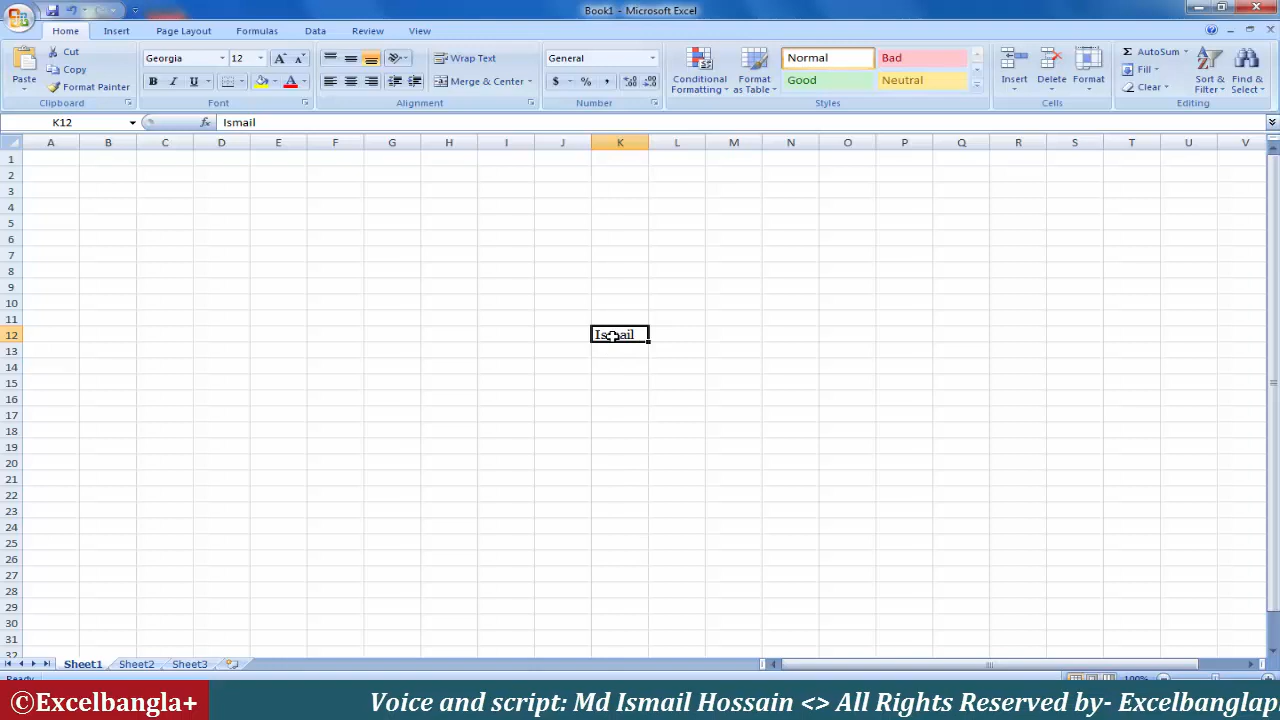 Book1 - Microsoft Excel
Home Insert Page Layout Formulas Data Review View
Paste
Cut
Copy
Format Painter
Clipboard
Georgia 12
B I U A
Font
Wrap Text
Merge & Center
Alignment
General
$ % ,
Number
Conditional Formatting
Format as Table
Normal Bad
Good Neutral
Styles
Insert Delete Format
Cells
Σ AutoSum
Fill
Clear
Sort & Filter
Find & Select
Editing
K12 fx Ismail
A B C D E F G H I K L M N O P Q R S T U V
1
2
3
4
5
6
7
8
9
10
11
12 Ismail
13
14
15
16
17
18
19
20
21
22
23
24
25
26
27
28
29
30
31
32
Sheet1 Sheet2 Sheet3
Ready 100%
©Excelbangla+ Voice and script: Md Ismail Hossain <> All Rights Reserved by- Excelbanglap